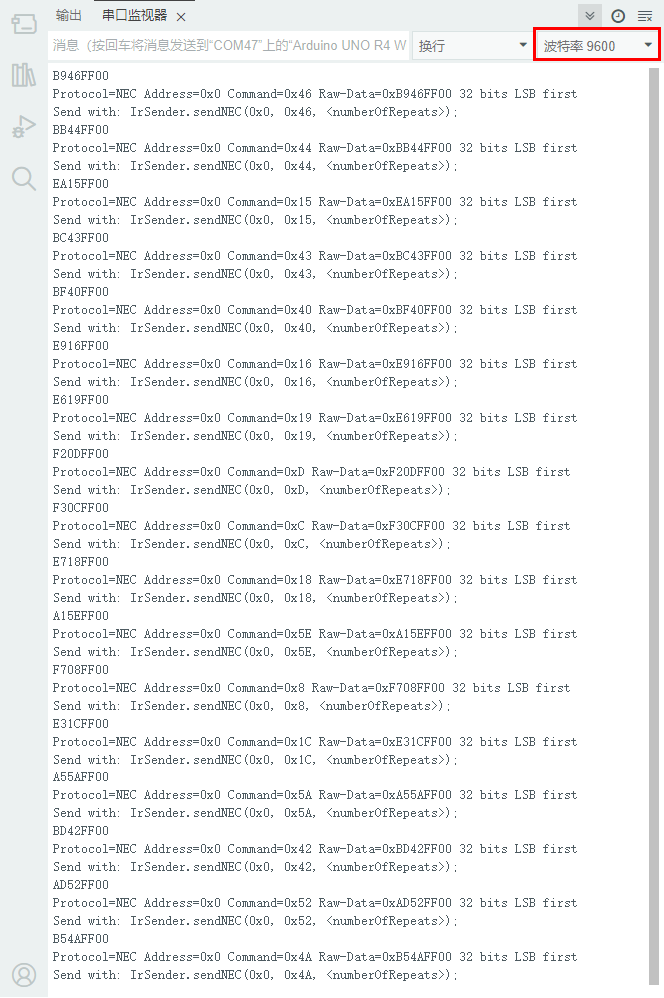 输出 串口监视器
消息（按回车将消息发送到“COM47”上的“Arduino UNO R4 W 换行 波特率 9600
B946FF00
Protocol=NEC Address=0x0 Command=0x46 Raw-Data=0xB946FF00 32 bits LSB first
Send with: IrSender.sendNEC(0x0, 0x46, <numberOfRepeats>);
BB44FF00
Protocol=NEC Address=0x0 Command=0x44 Raw-Data=0xBB44FF00 32 bits LSB first
Send with: IrSender.sendNEC(0x0, 0x44, <numberOfRepeats>);
EA15FF00
Protocol=NEC Address=0x0 Command=0x15 Raw-Data=0xEA15FF00 32 bits LSB first
Send with: IrSender.sendNEC(0x0, 0x15, <numberOfRepeats>);
BC43FF00
Protocol=NEC Address=0x0 Command=0x43 Raw-Data=0xBC43FF00 32 bits LSB first
Send with: IrSender.sendNEC(0x0, 0x43, <numberOfRepeats>);
BF40FF00
Protocol=NEC Address=0x0 Command=0x40 Raw-Data=0xBF40FF00 32 bits LSB first
Send with: IrSender.sendNEC(0x0, 0x40, <numberOfRepeats>);
E916FF00
Protocol=NEC Address=0x0 Command=0x16 Raw-Data=0xE916FF00 32 bits LSB first
Send with: IrSender.sendNEC(0x0, 0x16, <numberOfRepeats>);
E619FF00
Protocol=NEC Address=0x0 Command=0x19 Raw-Data=0xE619FF00 32 bits LSB first
Send with: IrSender.sendNEC(0x0, 0x19, <numberOfRepeats>);
F20DFF00
Protocol=NEC Address=0x0 Command=0xD Raw-Data=0xF20DFF00 32 bits LSB first
Send with: IrSender.sendNEC(0x0, 0xD, <numberOfRepeats>);
F30CFF00
Protocol=NEC Address=0x0 Command=0xC Raw-Data=0xF30CFF00 32 bits LSB first
Send with: IrSender.sendNEC(0x0, 0xC, <numberOfRepeats>);
E718FF00
Protocol=NEC Address=0x0 Command=0x18 Raw-Data=0xE718FF00 32 bits LSB first
Send with: IrSender.sendNEC(0x0, 0x18, <numberOfRepeats>);
A15EFF00
Protocol=NEC Address=0x0 Command=0x5E Raw-Data=0xA15EFF00 32 bits LSB first
Send with: IrSender.sendNEC(0x0, 0x5E, <numberOfRepeats>);
F708FF00
Protocol=NEC Address=0x0 Command=0x8 Raw-Data=0xF708FF00 32 bits LSB first
Send with: IrSender.sendNEC(0x0, 0x8, <numberOfRepeats>);
E31CFF00
Protocol=NEC Address=0x0 Command=0x1C Raw-Data=0xE31CFF00 32 bits LSB first
Send with: IrSender.sendNEC(0x0, 0x1C, <numberOfRepeats>);
A55AFF00
Protocol=NEC Address=0x0 Command=0x5A Raw-Data=0xA55AFF00 32 bits LSB first
Send with: IrSender.sendNEC(0x0, 0x5A, <numberOfRepeats>);
BD42FF00
Protocol=NEC Address=0x0 Command=0x42 Raw-Data=0xBD42FF00 32 bits LSB first
Send with: IrSender.sendNEC(0x0, 0x42, <numberOfRepeats>);
AD52FF00
Protocol=NEC Address=0x0 Command=0x52 Raw-Data=0xAD52FF00 32 bits LSB first
Send with: IrSender.sendNEC(0x0, 0x52, <numberOfRepeats>);
B54AFF00
Protocol=NEC Address=0x0 Command=0x4A Raw-Data=0xB54AFF00 32 bits LSB first
Send with: IrSender.sendNEC(0x0, 0x4A, <numberOfRepeats>);